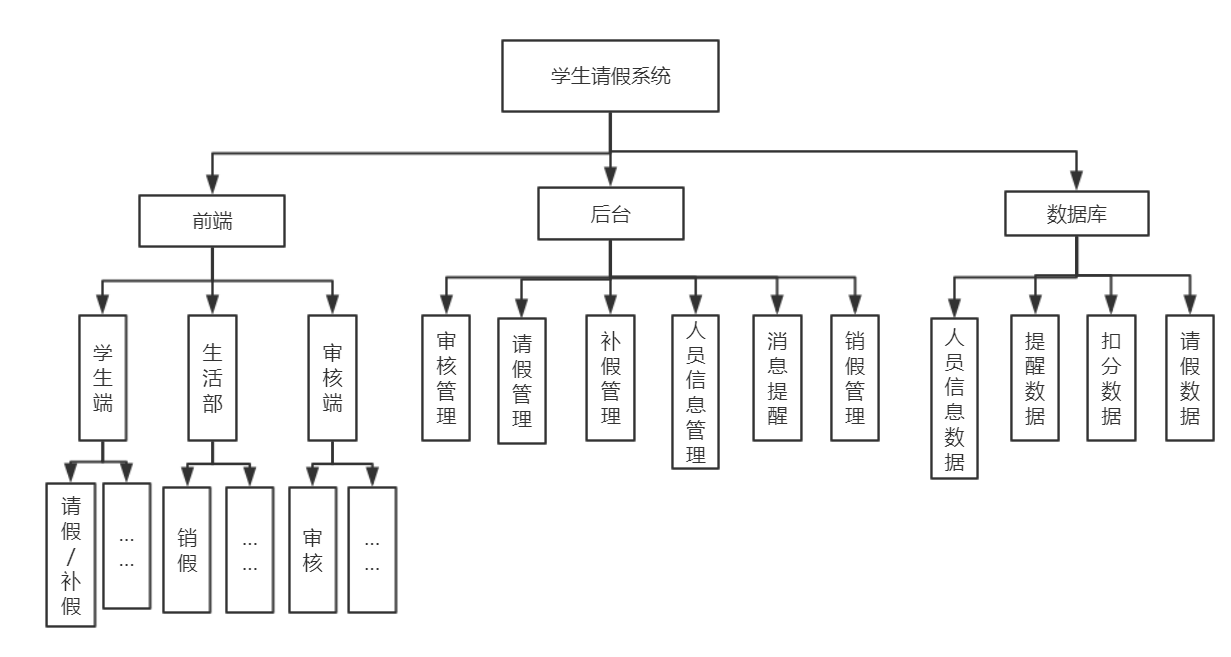 学生请假系统
前端
后台
数据库
学生端
生活部
审核端
审核管理
请假管理
补假管理
人员信息管理
消息提醒
销假管理
人员信息数据
提醒数据
扣分数据
请假数据
请假/补假
... ...
销假
... ...
审核
... ...